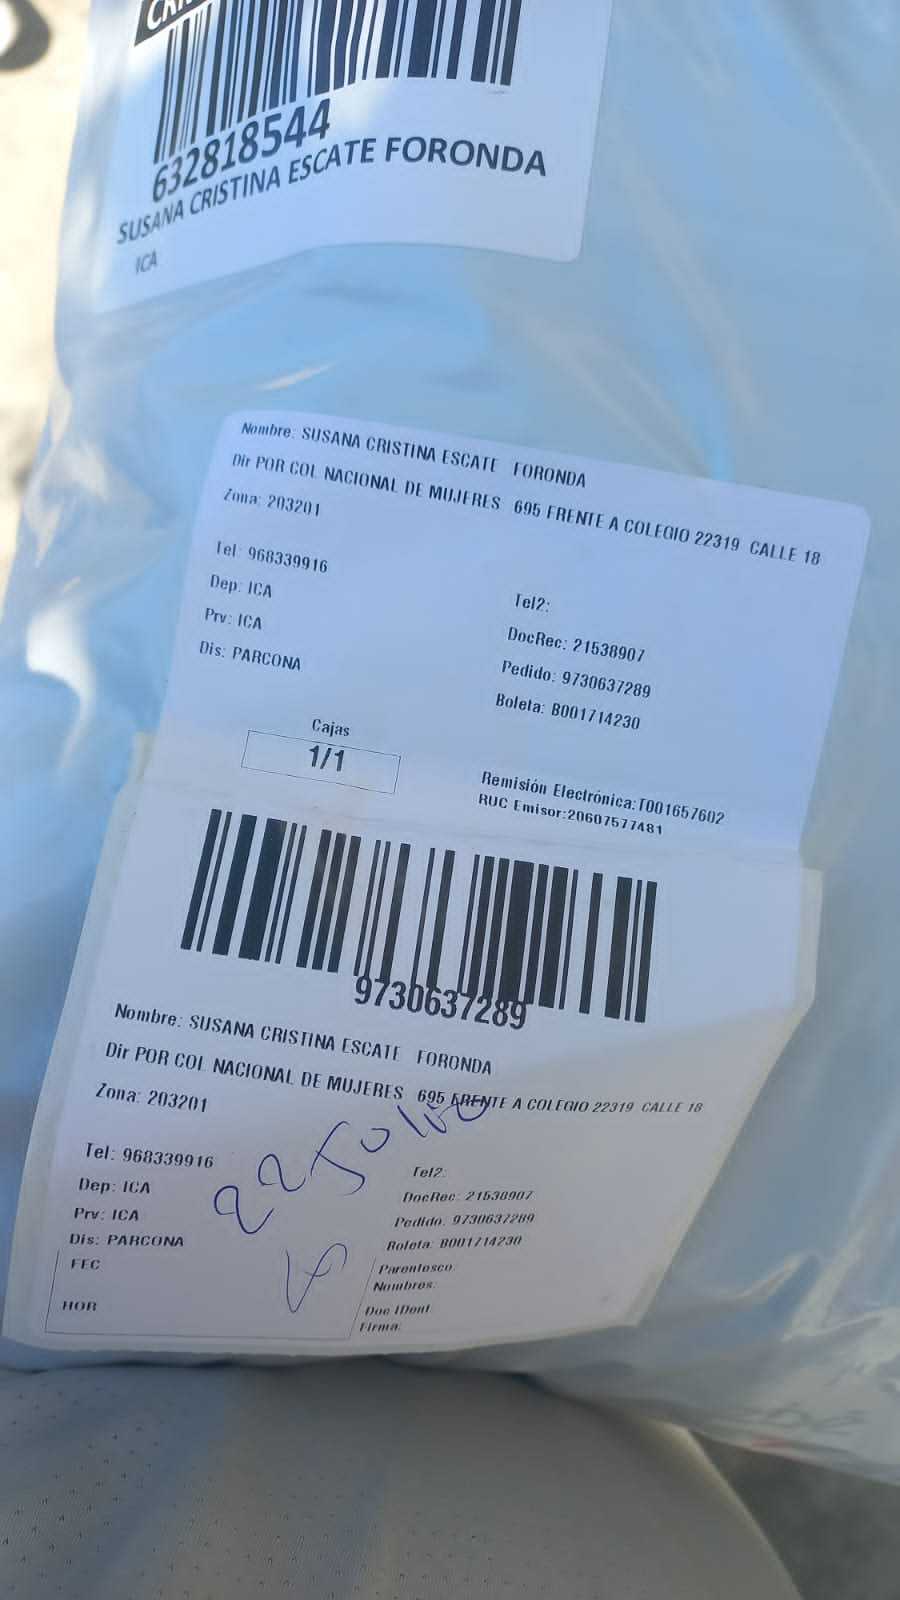 632818544
SUSANA CRISTINA ESCATE FORONDA
ICA
Nombre: SUSANA CRISTINA ESCATE FORONDA
Dir POR COL NACIONAL DE MUJERES 695 FRENTE A COLEGIO 22319 CALLE 18
Zona: 203201
Tel: 968339916
Tel2:
Dep: ICA
DocRec: 21538907
Prv: ICA
Pedido: 9730637289
Dis: PARCONA
Boleta: B001714230
Cajas
1/1
Remisión Electrónica:T001657602
RUC Emisor:20607577481
9730637289
Nombre: SUSANA CRISTINA ESCATE FORONDA
Dir POR COL NACIONAL DE MUJERES 695 FRENTE A COLEGIO 22319 CALLE 18
Zona: 203201
22 Julio
Tel: 968339916
Tel2:
Dep: ICA
DocRec: 21538907
Prv: ICA
Pedido: 9730637289
Dis: PARCONA
Boleta: B001714230
FEC
Parentesco:
Nombres:
HOR
Doc IDent
Firma: